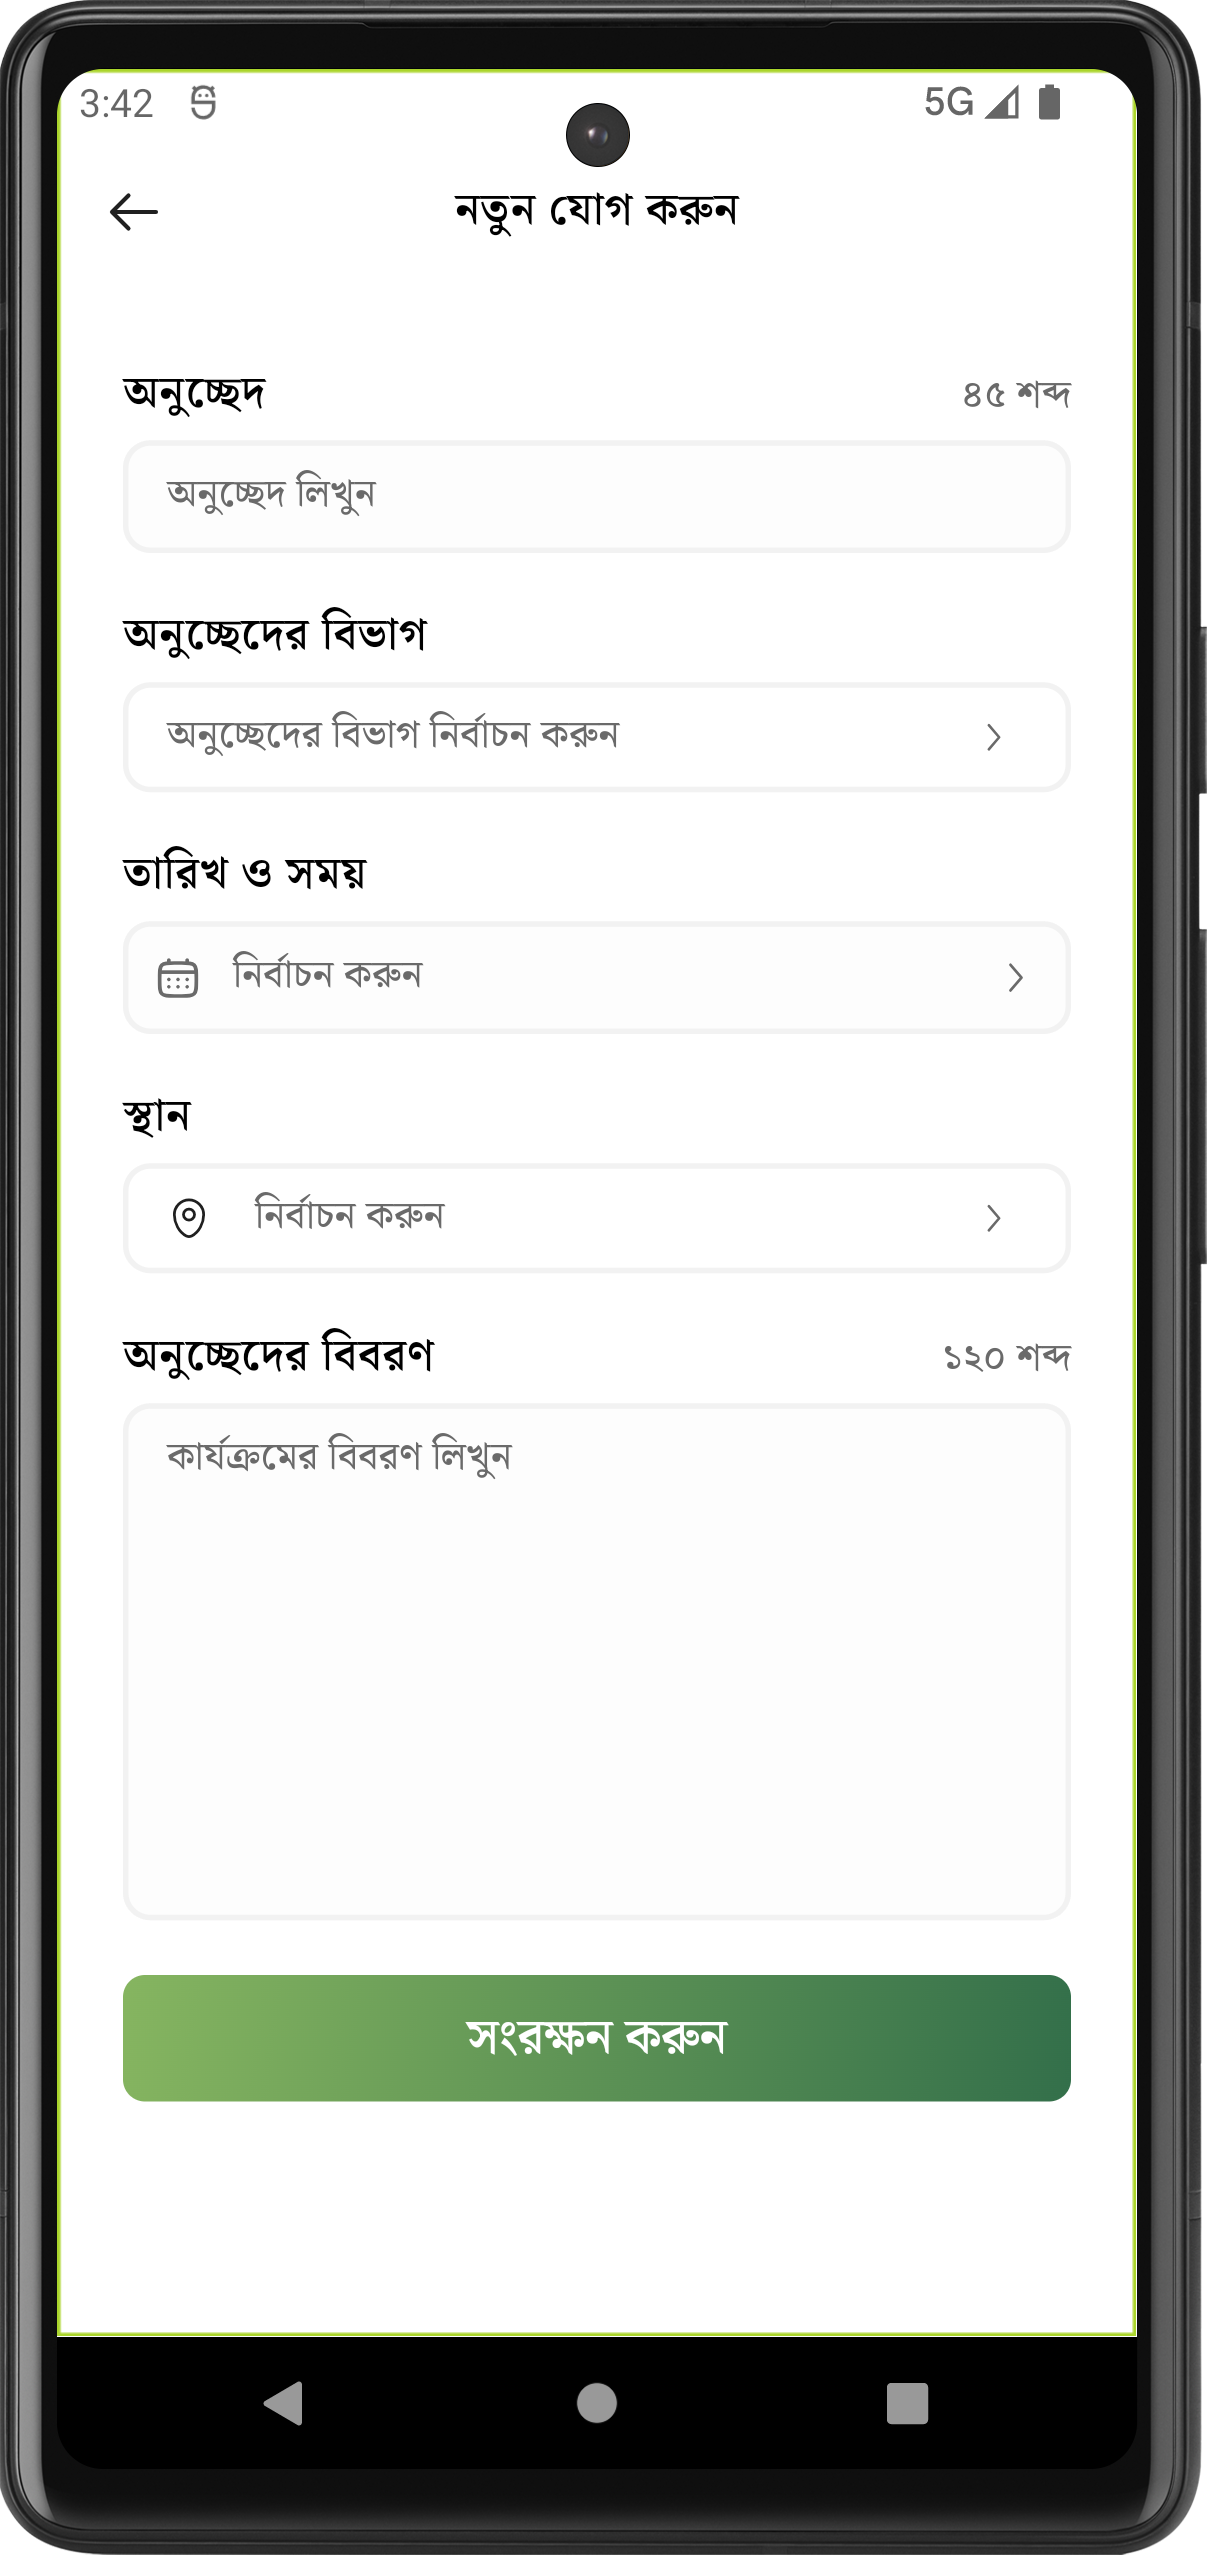 3:42 5G
নতুন যোগ করুন
অনুচ্ছেদ ৪৫ শব্দ
অনুচ্ছেদ লিখুন
অনুচ্ছেদের বিভাগ
অনুচ্ছেদের বিভাগ নির্বাচন করুন
তারিখ ও সময়
নির্বাচন করুন
স্থান
নির্বাচন করুন
অনুচ্ছেদের বিবরণ ১২০ শব্দ
কার্যক্রমের বিবরণ লিখুন
সংরক্ষন করুন